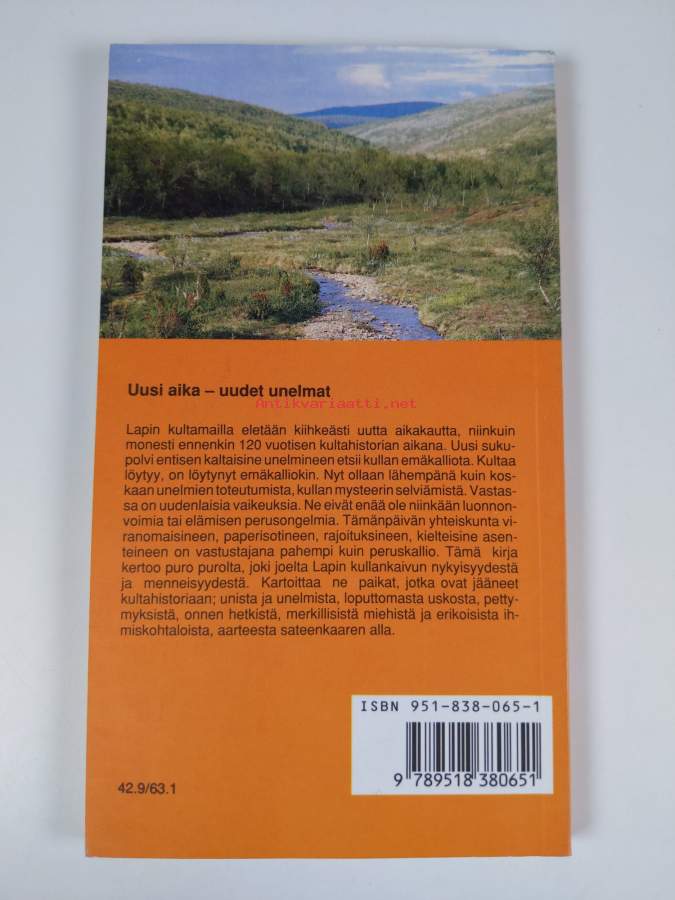 Uusi aika – uudet unelmat
Antikvariaatti.net
Lapin kultamailla eletään kiihkeästi uutta aikakautta, niinkuin
monesti ennenkin 120 vuotisen kultahistorian aikana. Uusi suku-
polvi entisen kaltaisine unelmineen etsii kullan emäkalliota. Kultaa
löytyy, on löytynyt emäkalliokin. Nyt ollaan lähempänä kuin kos-
kaan unelmien toteutumista, kullan mysteerin selviämistä. Vastas-
sa on uudenlaisia vaikeuksia. Ne eivät enää ole niinkään luonnon-
voimia tai elämisen perusongelmia. Tämänpäivän yhteiskunta vi-
ranomaisineen, paperisotineen, rajoituksineen, kielteisine asen-
teineen on vastustajana pahempi kuin peruskallio. Tämä kirja
kertoo puro purolta, joki joelta Lapin kullankaivun nykyisyydestä
ja menneisyydestä. Kartoittaa ne paikat, jotka ovat jääneet
kultahistoriaan; unista ja unelmista, loputtomasta uskosta, petty-
myksistä, onnen hetkistä, merkillisistä miehistä ja erikoisista ih-
miskohtaloista, aarteesta sateenkaaren alla.
ISBN 951-838-065-1
9 789518 380651
42.9/63.1